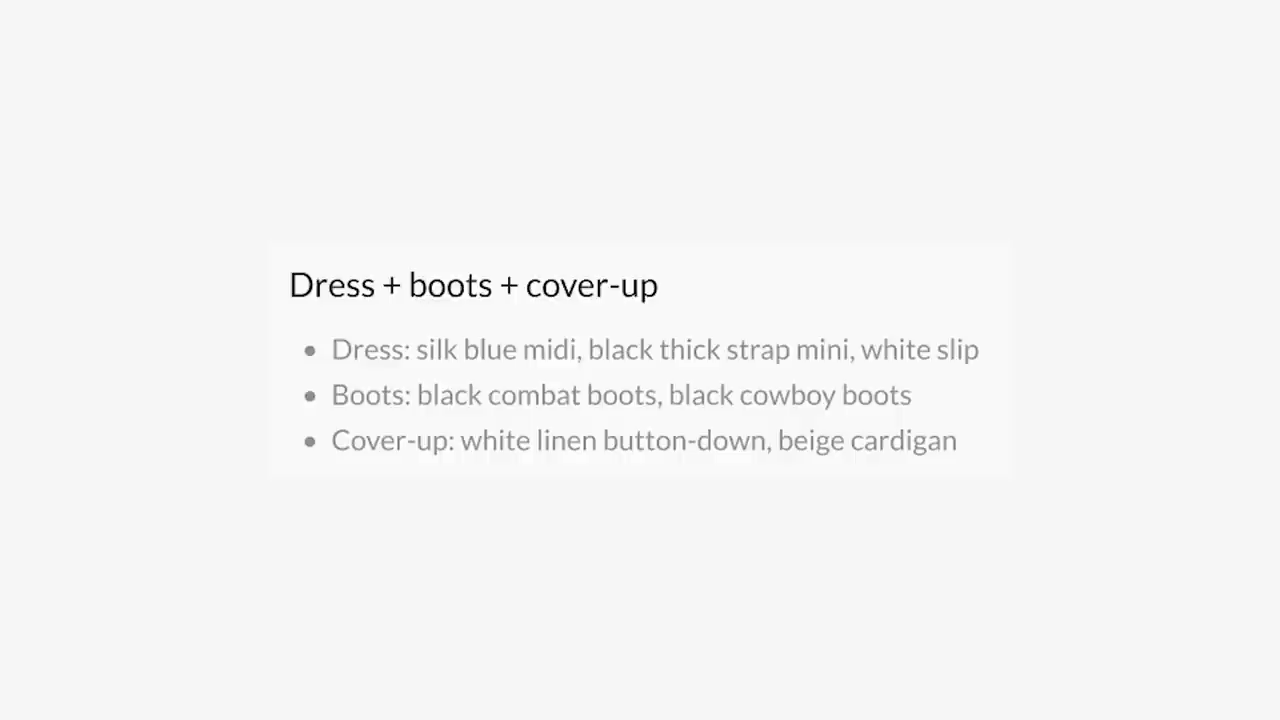 Dress + boots + cover-up
• Dress: silk blue midi, black thick strap mini, white slip
• Boots: black combat boots, black cowboy boots
• Cover-up: white linen button-down, beige cardigan